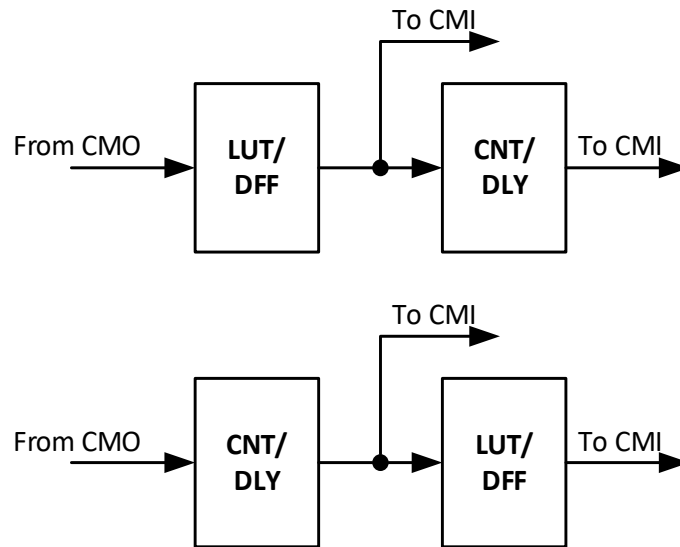 To CMI
From CMO
LUT/
DFF
CNT/
DLY
To CMI
To CMI
From CMO
CNT/
DLY
LUT/
DFF
To CMI